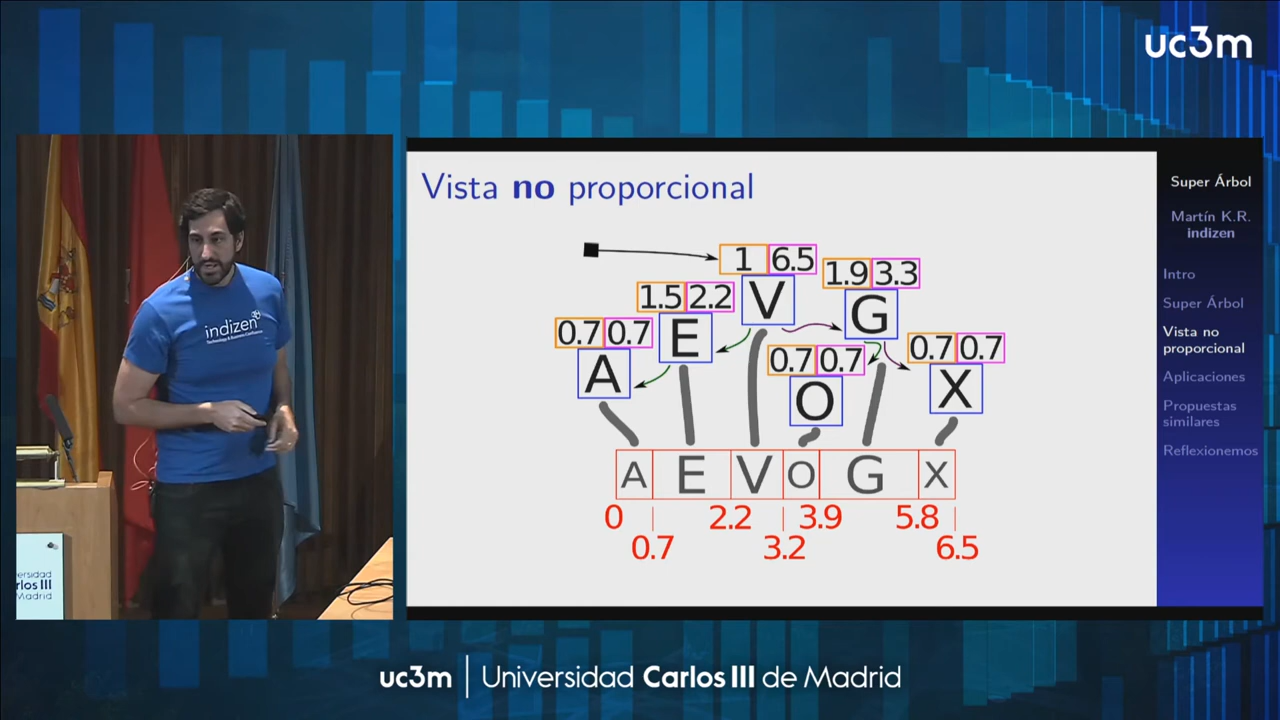 uc3m
Vista no proporcional
1 6.5
1.9 3.3
1.5 2.2
V
G
0.7 0.7
E
0.7 0.7
0.7 0.7
A
O
X
A E V O G X
0 2.2 3.9 5.8
0.7 3.2 6.5
Super Árbol
Martín K.R.
indizen
Intro
Super Árbol
Vista no
proporcional
Aplicaciones
Propuestas
similares
Reflexionemos
indizen
rlos III
Madrid
uc3m | Universidad Carlos III de Madrid